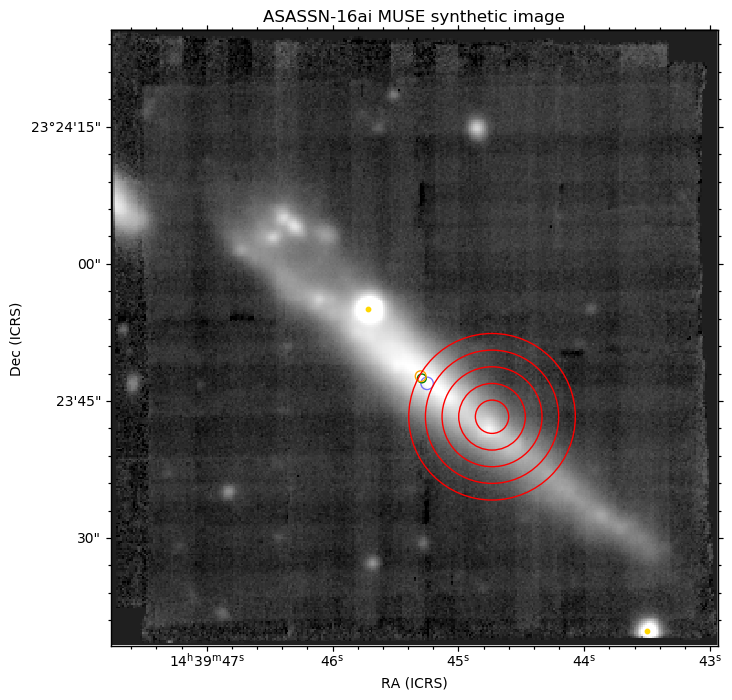 ASASSN-16ai MUSE synthetic image
23°24'15"
00"
23'45"
30"
Dec (ICRS)
14ʰ39ᵐ47ˢ
46ˢ
45ˢ
44ˢ
43ˢ
RA (ICRS)